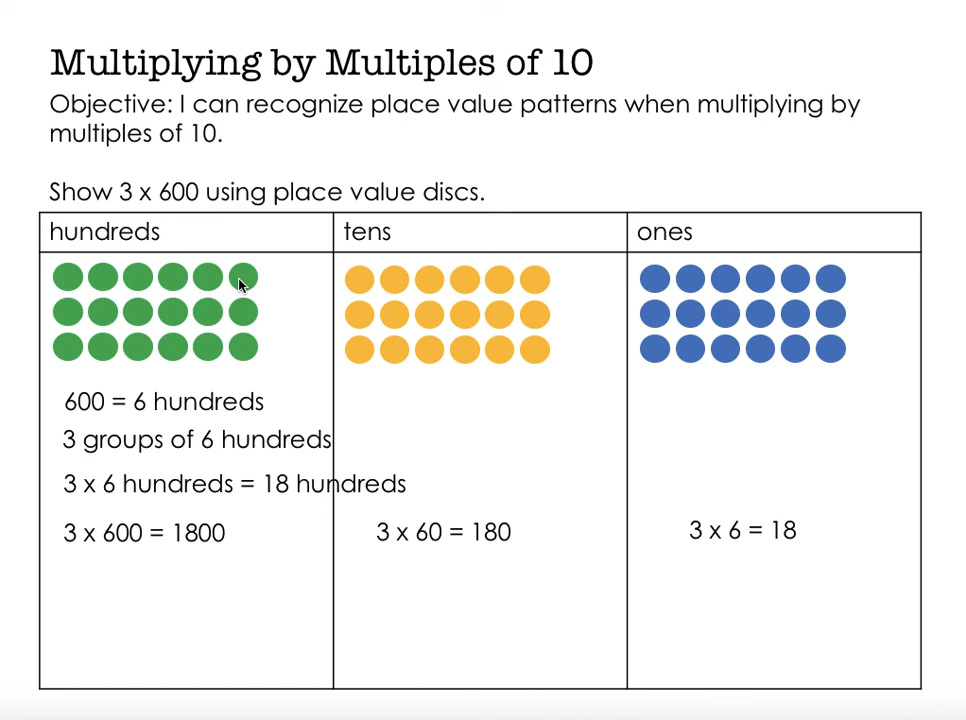 Multiplying by Multiples of 10
Objective: I can recognize place value patterns when multiplying by
multiples of 10.
Show 3 x 600 using place value discs.
hundreds
tens
ones
600 = 6 hundreds
3 groups of 6 hundreds
3 x 6 hundreds = 18 hundreds
3 x 600 = 1800
3 x 60 = 180
3 x 6 = 18